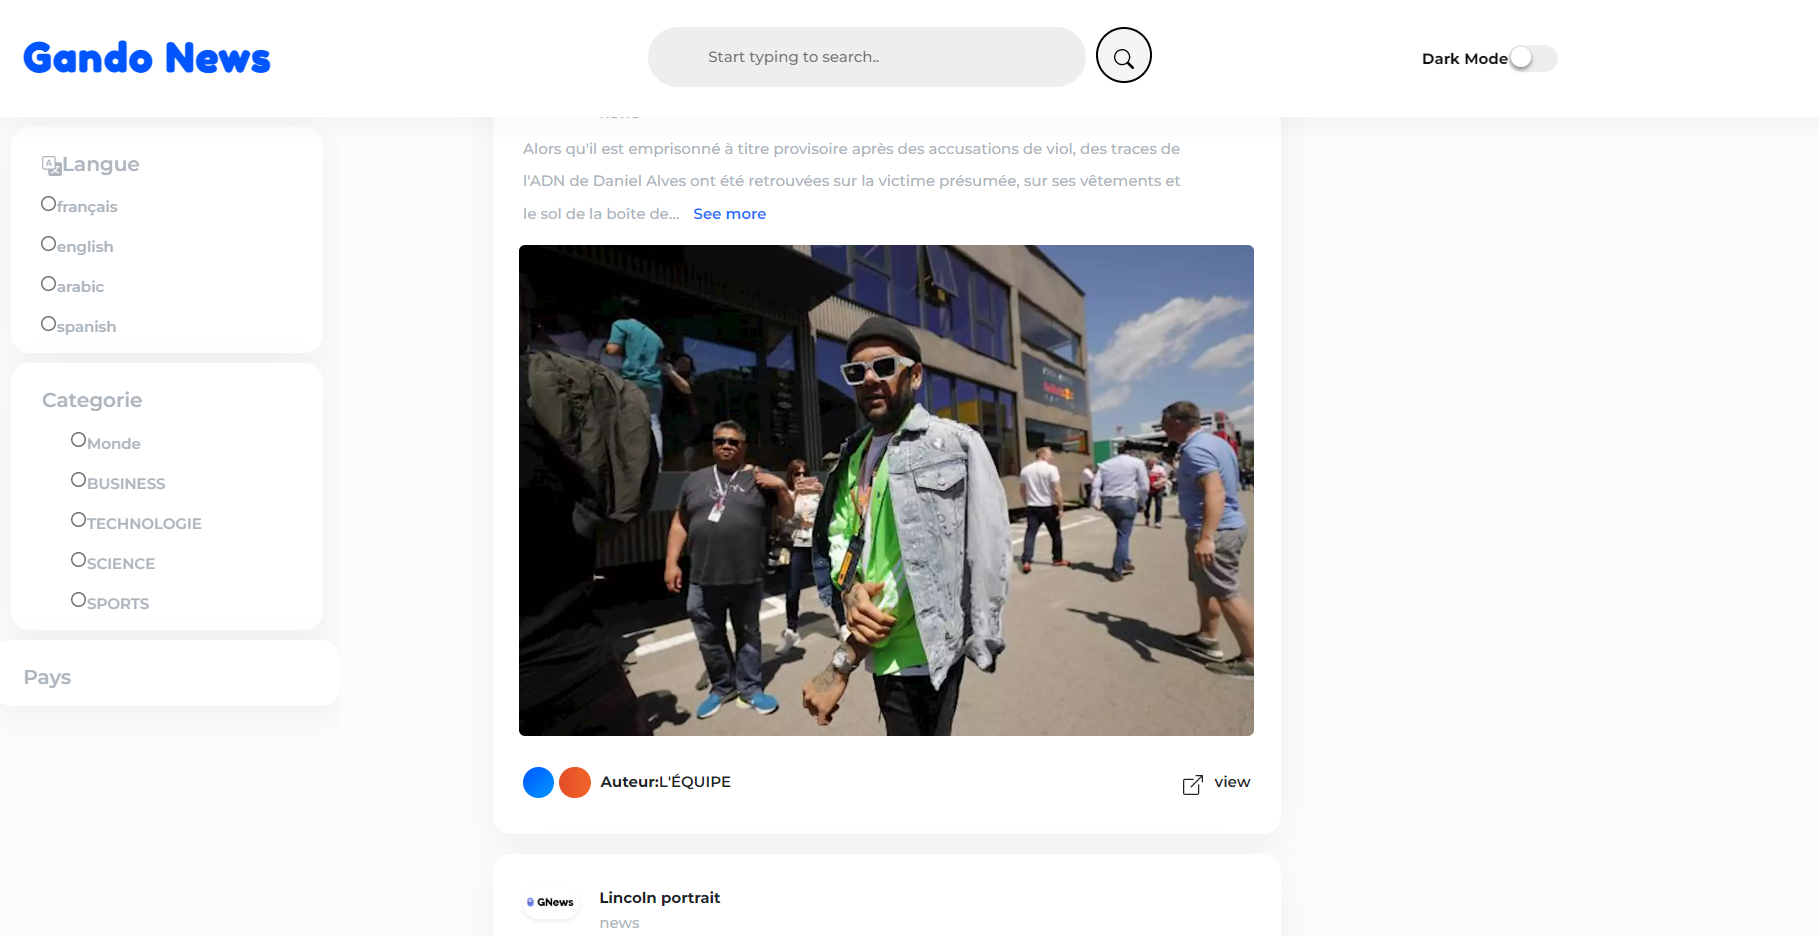 Gando News
Start typing to search..
Dark Mode
Langue
français
english
arabic
spanish
Categorie
Monde
BUSINESS
TECHNOLOGIE
SCIENCE
SPORTS
Pays
Alors qu'il est emprisonné à titre provisoire après des accusations de viol, des traces de
l'ADN de Daniel Alves ont été retrouvées sur la victime présumée, sur ses vêtements et
le sol de la boîte de... See more
Auteur:L'ÉQUIPE
view
GNews
Lincoln portrait
news